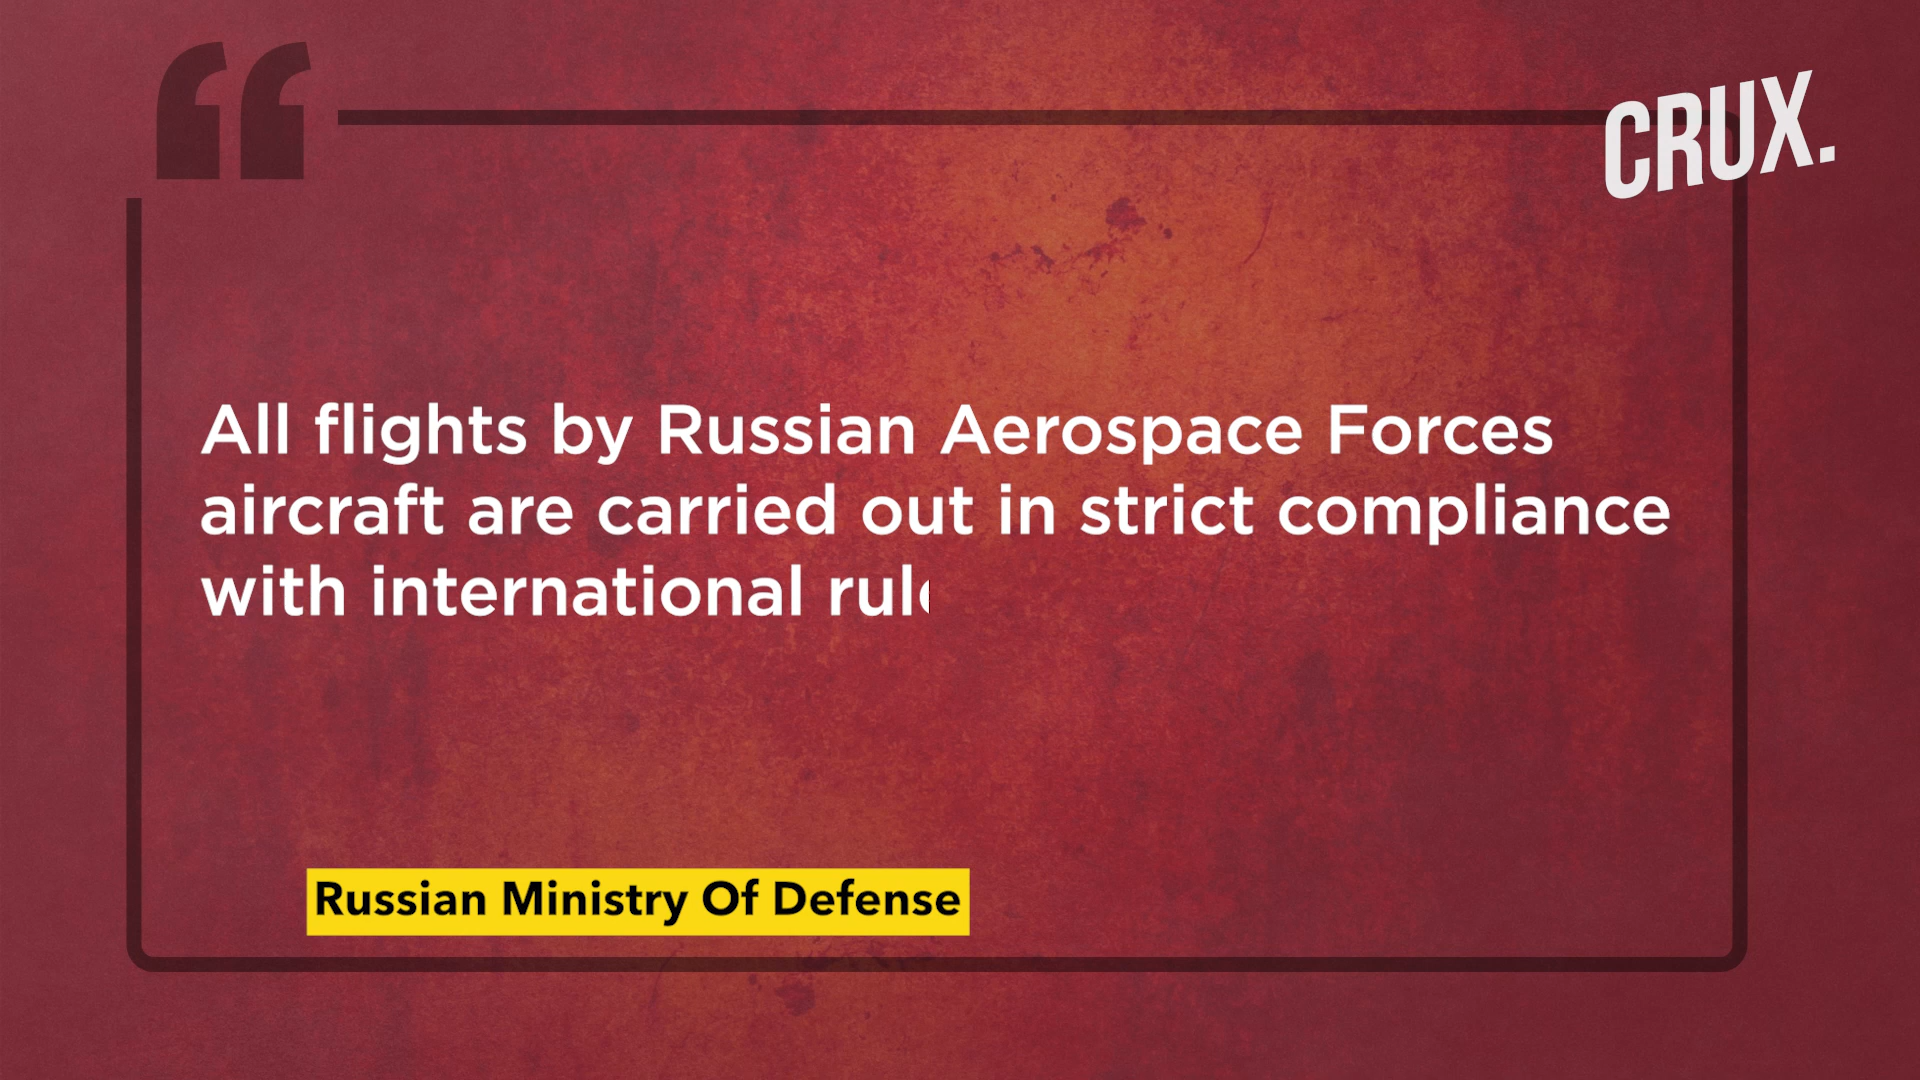 CRUX.
All flights by Russian Aerospace Forces
aircraft are carried out in strict compliance
with international
Russian Ministry Of Defense